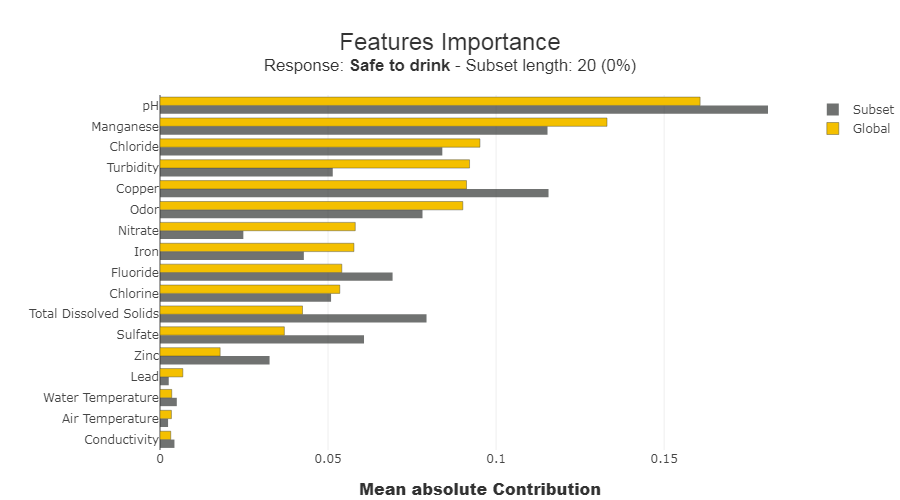 Features Importance
Response: Safe to drink - Subset length: 20 (0%)
Subset
Global
pH
Manganese
Chloride
Turbidity
Copper
Odor
Nitrate
Iron
Fluoride
Chlorine
Total Dissolved Solids
Sulfate
Zinc
Lead
Water Temperature
Air Temperature
Conductivity
0 0.05 0.1 0.15
Mean absolute Contribution